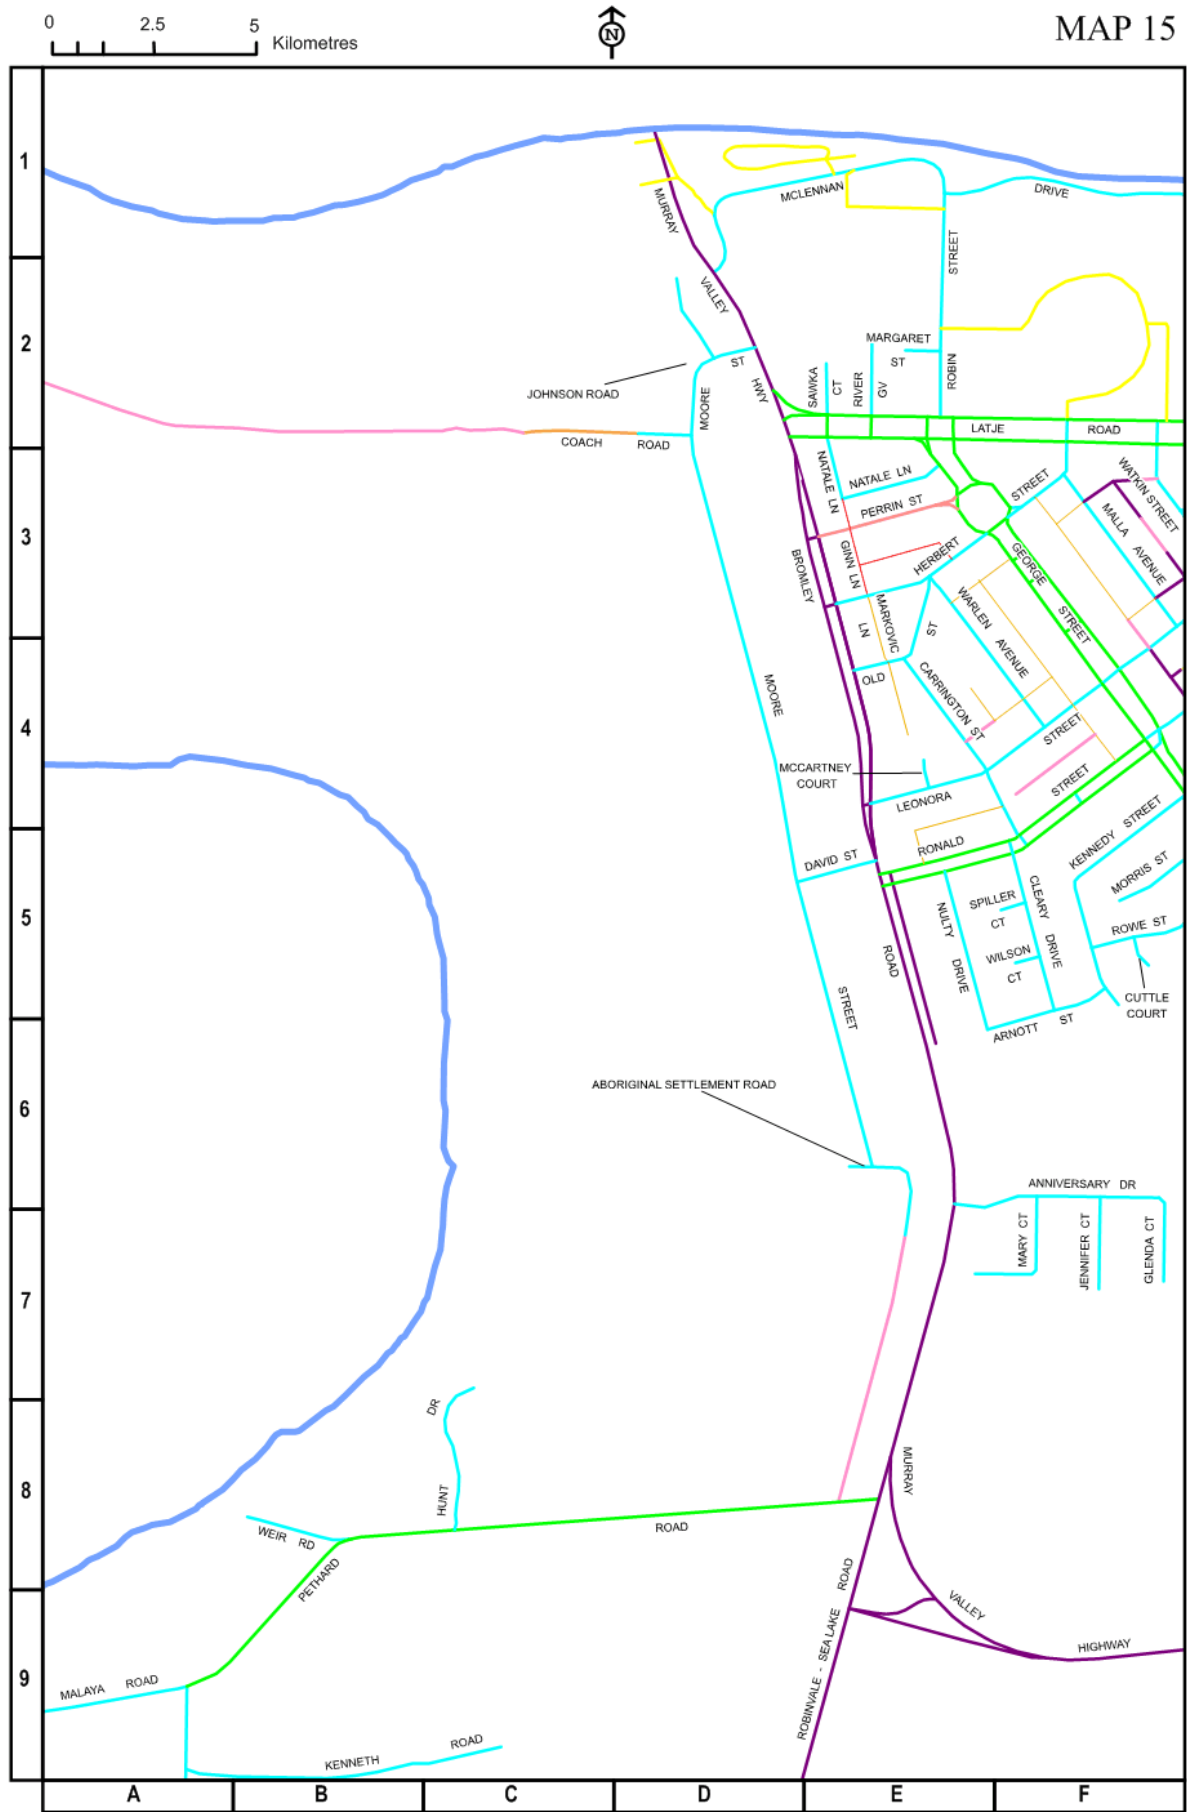 0 2.5 5
Kilometres
N
MAP 15
1
MCLENNAN
DRIVE
MURRAY
STREET
VALLEY
2
MARGARET
ST
ST
JOHNSON ROAD
MOORE
HWY
SAWKA
CT
RIVER
GV
ROBIN
COACH
ROAD
LATJE
ROAD
NATALE LN
NATALE LN
PERRIN ST
STREET
WATKIN STREET
3
MALLA
AVENUE
BROMLEY
GINN LN
HERBERT
GEORGE
STREET
MARKOVIC
LN
ST
WARLEN
AVENUE
OLD
MOORE
CARRINGTON ST
4
STREET
MCCARTNEY
COURT
LEONORA
STREET
KENNEDY STREET
DAVID ST
RONALD
MORRIS ST
5
SPILLER
CT
CLEARY
DRIVE
NULTY
DRIVE
ROWE ST
ROAD
WILSON
CT
CUTTLE
COURT
STREET
ARNOTT ST
ABORIGINAL SETTLEMENT ROAD
6
ANNIVERSARY DR
MARY CT
JENNIFER CT
GLENDA CT
7
DR
HUNT
8
MURRAY
WEIR RD
ROAD
PETHARD
ROAD
VALLEY
HIGHWAY
ROBINVALE - SEA LAKE
9
MALAYA ROAD
KENNETH
ROAD
A B C D E F